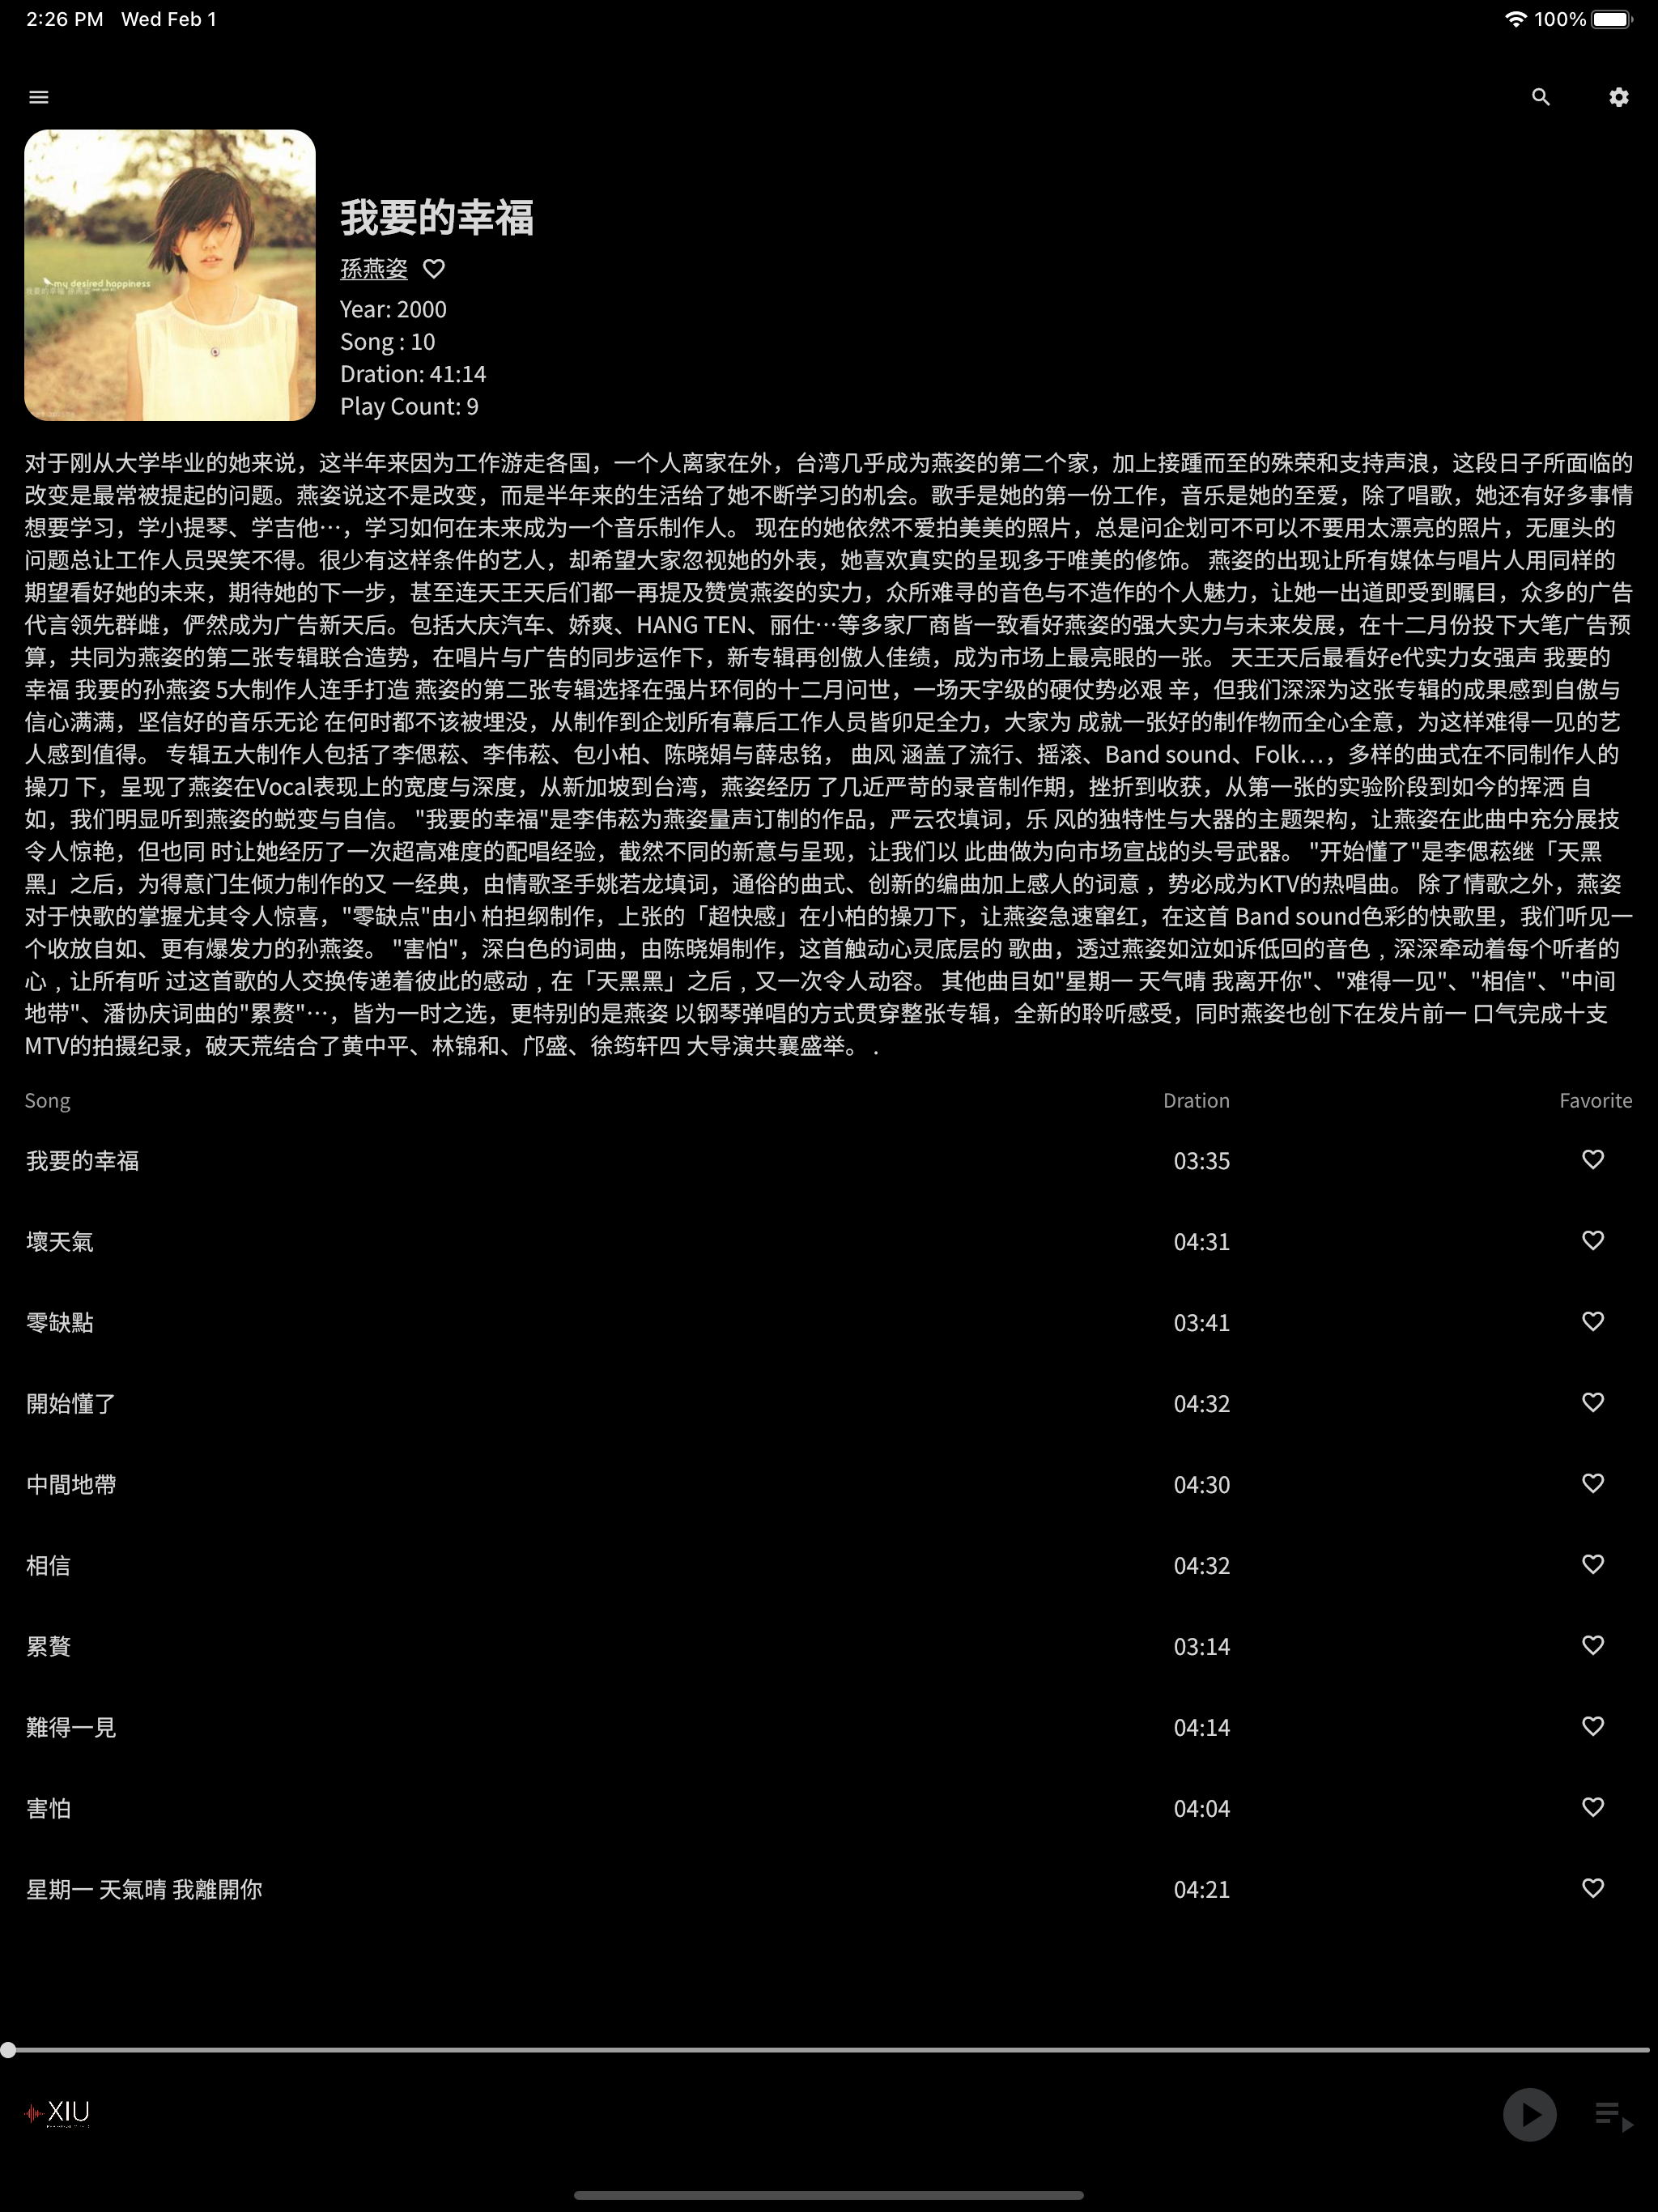 2:26 PM Wed Feb 1 100%
my desired happiness
我要的幸福
孫燕姿
Year: 2000
Song : 10
Dration: 41:14
Play Count: 9
对于刚从大学毕业的她来说，这半年来因为工作游走各国，一个人离家在外，台湾几乎成为燕姿的第二个家，加上接踵而至的殊荣和支持声浪，这段日子所面临的
改变是最常被提起的问题。燕姿说这不是改变，而是半年来的生活给了她不断学习的机会。歌手是她的第一份工作，音乐是她的至爱，除了唱歌，她还有好多事情
想要学习，学小提琴、学吉他…，学习如何在未来成为一个音乐制作人。 现在的她依然不爱拍美美的照片，总是问企划可不可以不要用太漂亮的照片，无厘头的
问题总让工作人员哭笑不得。很少有这样条件的艺人，却希望大家忽视她的外表，她喜欢真实的呈现多于唯美的修饰。 燕姿的出现让所有媒体与唱片人用同样的
期望看好她的未来，期待她的下一步，甚至连天王天后们都一再提及赞赏燕姿的实力，众所难寻的音色与不造作的个人魅力，让她一出道即受到瞩目，众多的广告
代言领先群雌，俨然成为广告新天后。包括大庆汽车、娇爽、HANG TEN、丽仕…等多家厂商皆一致看好燕姿的强大实力与未来发展，在十二月份投下大笔广告预
算，共同为燕姿的第二张专辑联合造势，在唱片与广告的同步运作下，新专辑再创傲人佳绩，成为市场上最亮眼的一张。 天王天后最看好e代实力女强声 我要的
幸福 我要的孙燕姿 5大制作人连手打造 燕姿的第二张专辑选择在强片环伺的十二月问世，一场天字级的硬仗势必艰 辛，但我们深深为这张专辑的成果感到自傲与
信心满满，坚信好的音乐无论 在何时都不该被埋没，从制作到企划所有幕后工作人员皆卯足全力，大家为 成就一张好的制作物而全心全意，为这样难得一见的艺
人感到值得。 专辑五大制作人包括了李偲菘、李伟菘、包小柏、陈晓娟与薛忠铭， 曲风 涵盖了流行、摇滚、Band sound、Folk…，多样的曲式在不同制作人的
操刀 下，呈现了燕姿在Vocal表现上的宽度与深度，从新加坡到台湾，燕姿经历 了几近严苛的录音制作期，挫折到收获，从第一张的实验阶段到如今的挥洒 自
如，我们明显听到燕姿的蜕变与自信。 "我要的幸福"是李伟菘为燕姿量声订制的作品，严云农填词，乐 风的独特性与大器的主题架构，让燕姿在此曲中充分展技
令人惊艳，但也同 时让她经历了一次超高难度的配唱经验，截然不同的新意与呈现，让我们以 此曲做为向市场宣战的头号武器。 "开始懂了"是李偲菘继「天黑
黑」之后，为得意门生倾力制作的又 一经典，由情歌圣手姚若龙填词，通俗的曲式、创新的编曲加上感人的词意 ，势必成为KTV的热唱曲。 除了情歌之外，燕姿
对于快歌的掌握尤其令人惊喜，"零缺点"由小 柏担纲制作，上张的「超快感」在小柏的操刀下，让燕姿急速窜红，在这首 Band sound色彩的快歌里，我们听见一
个收放自如、更有爆发力的孙燕姿。 "害怕"，深白色的词曲，由陈晓娟制作，这首触动心灵底层的 歌曲，透过燕姿如泣如诉低回的音色﹐深深牵动着每个听者的
心﹐让所有听 过这首歌的人交换传递着彼此的感动﹐在「天黑黑」之后﹐又一次令人动容。 其他曲目如"星期一 天气晴 我离开你"、"难得一见"、"相信"、"中间
地带"、潘协庆词曲的"累赘"…，皆为一时之选，更特别的是燕姿 以钢琴弹唱的方式贯穿整张专辑，全新的聆听感受，同时燕姿也创下在发片前一 口气完成十支
MTV的拍摄纪录，破天荒结合了黄中平、林锦和、邝盛、徐筠轩四 大导演共襄盛举。 .
Song Dration Favorite
我要的幸福 03:35
壞天氣 04:31
零缺點 03:41
開始懂了 04:32
中間地帶 04:30
相信 04:32
累贅 03:14
難得一見 04:14
害怕 04:04
星期一 天氣晴 我離開你 04:21
XIU